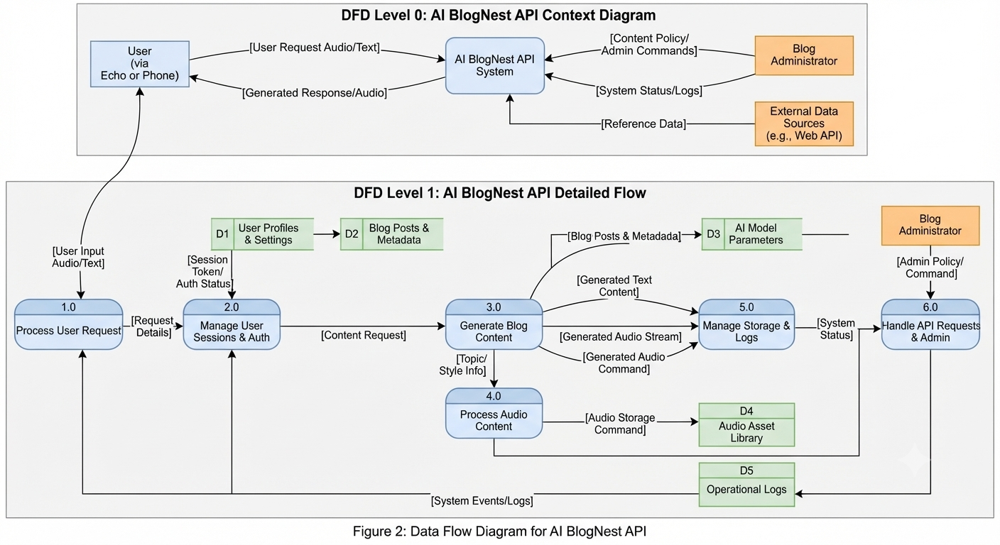 DFD Level 0: AI BlogNest API Context Diagram
User
(via
Echo or Phone)
[User Request Audio/Text]
[Generated Response/Audio]
AI BlogNest API
System
[Content Policy/
Admin Commands]
[System Status/Logs]
[Reference Data]
Blog
Administrator
External Data
Sources
(e.g., Web API)
DFD Level 1: AI BlogNest API Detailed Flow
[User Input
Audio/Text]
D1
User Profiles
& Settings
D2
Blog Posts &
Metadata
[Session
Token/
Auth Status]
[Blog Posts & Metadada]
D3
AI Model
Parameters
Blog
Administrator
[Admin Policy/
Command]
1.0
Process User Request
[Request
Details]
2.0
Manage User
Sessions & Auth
[Content Request]
3.0
Generate Blog
Content
[Generated Text
Content]
[Generated Audio Stream]
[Generated Audio
Command]
5.0
Manage Storage &
Logs
[System
Status]
6.0
Handle API Requests
& Admin
[Topic/
Style Info]
4.0
Process Audio
Content
[Audio Storage
Command]
D4
Audio Asset
Library
D5
Operational Logs
[System Events/Logs]
Figure 2: Data Flow Diagram for AI BlogNest API